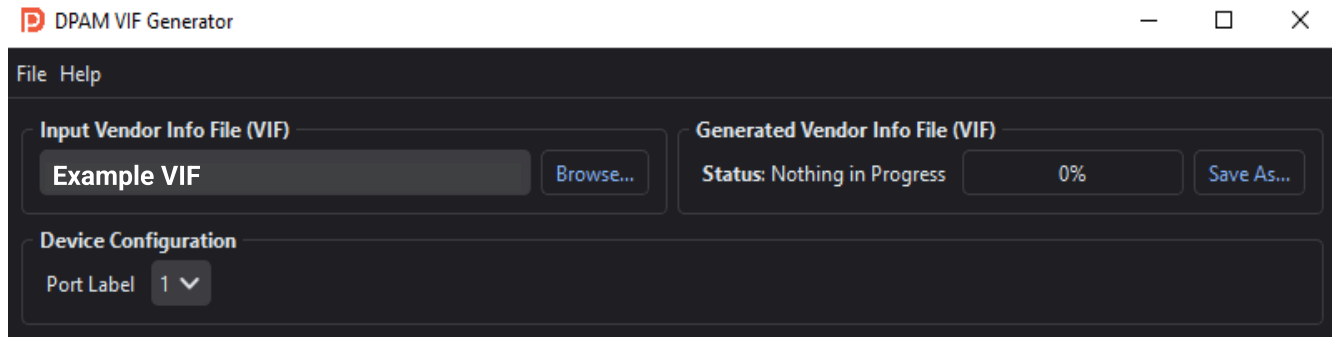 DPAM VIF Generator
File Help
Input Vendor Info File (VIF)
Example VIF Browse...
Generated Vendor Info File (VIF)
Status: Nothing in Progress 0% Save As...
Device Configuration
Port Label 1